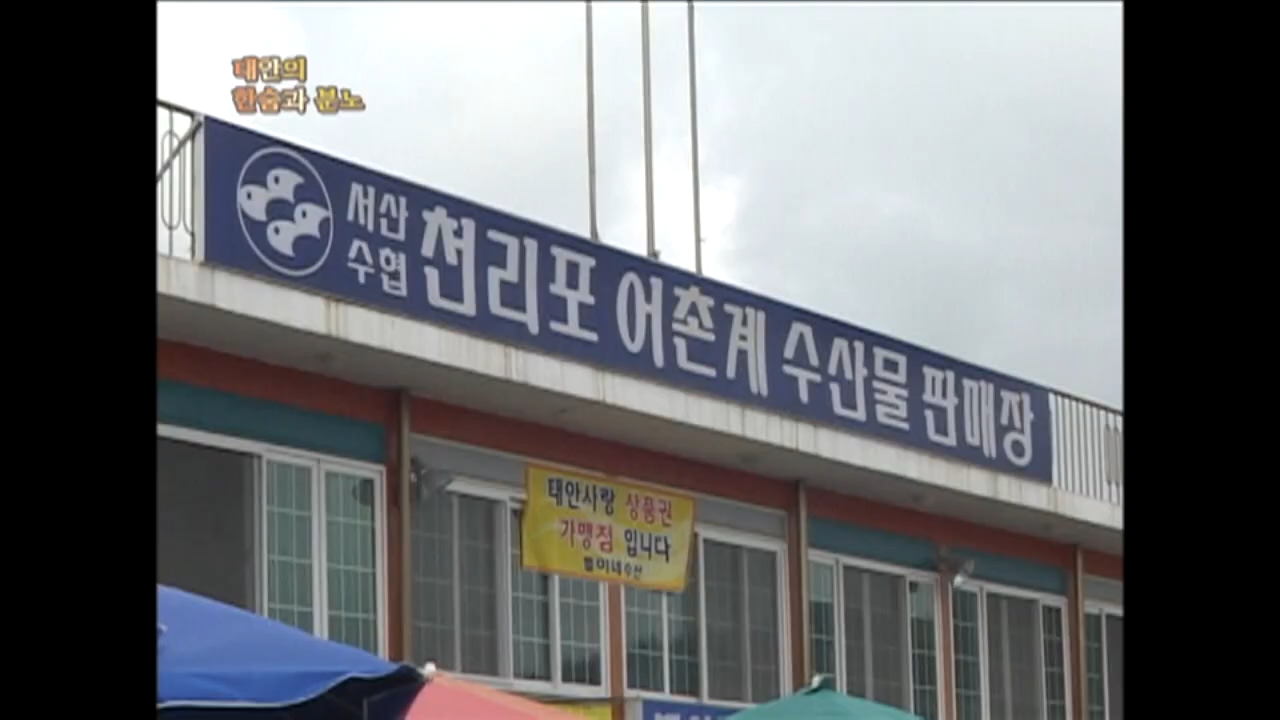 태안의
한숨과 분노
서산
수협
천리포 어촌계 수산물 판매장
태안사랑 상품권
가맹점 입니다